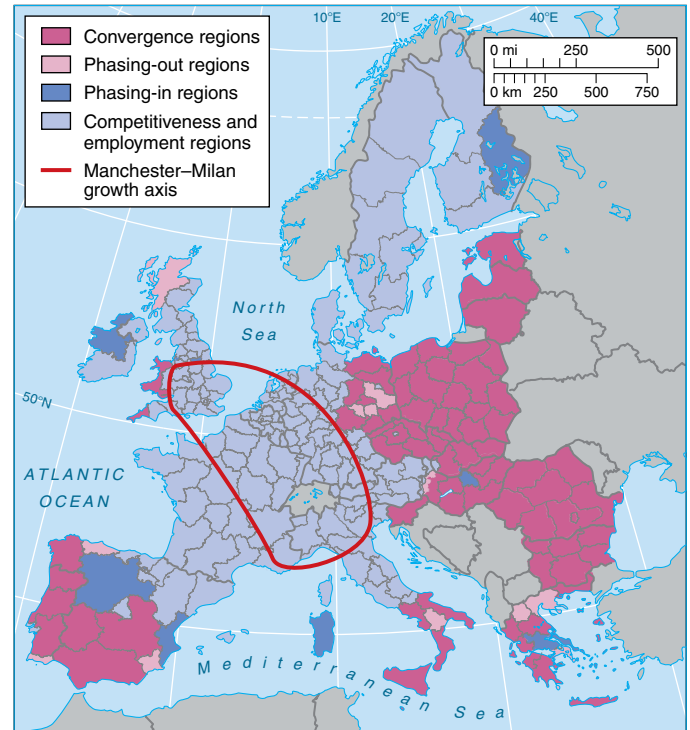 Convergence regions
Phasing-out regions
Phasing-in regions
Competitiveness and
employment regions
Manchester–Milan
growth axis
10°E
20°E
40°E
0 mi 250 500
0 km 250 500 750
North
Sea
50°N
ATLANTIC
OCEAN
Mediterranean Sea